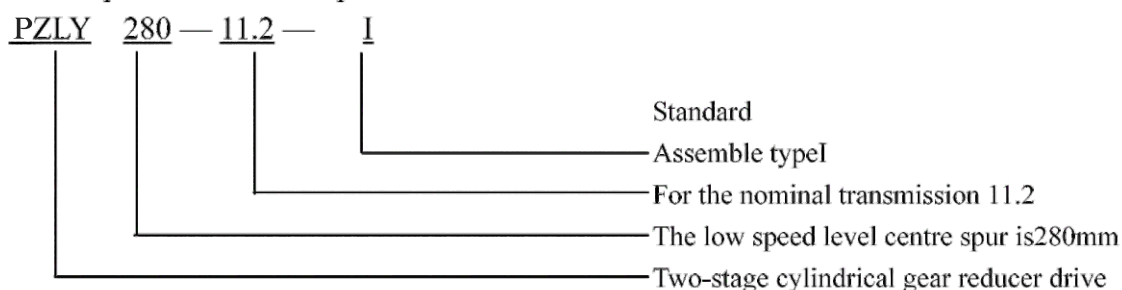 PZLY 280 — 11.2 — I
Standard
Assemble typeI
For the nominal transmission 11.2
The low speed level centre spur is280mm
Two-stage cylindrical gear reducer drive